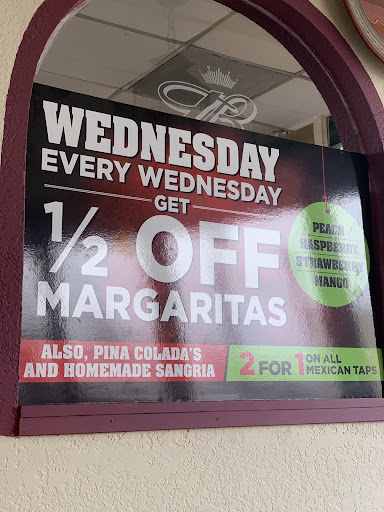 WEDNESDAY
EVERY WEDNESDAY
GET
½ OFF
MARGARITAS
PEACH
RASPBERRY
STRAWBERRY
MANGO
ALSO, PINA COLADA'S
AND HOMEMADE SANGRIA
2 FOR 1 ON ALL
MEXICAN TAPS